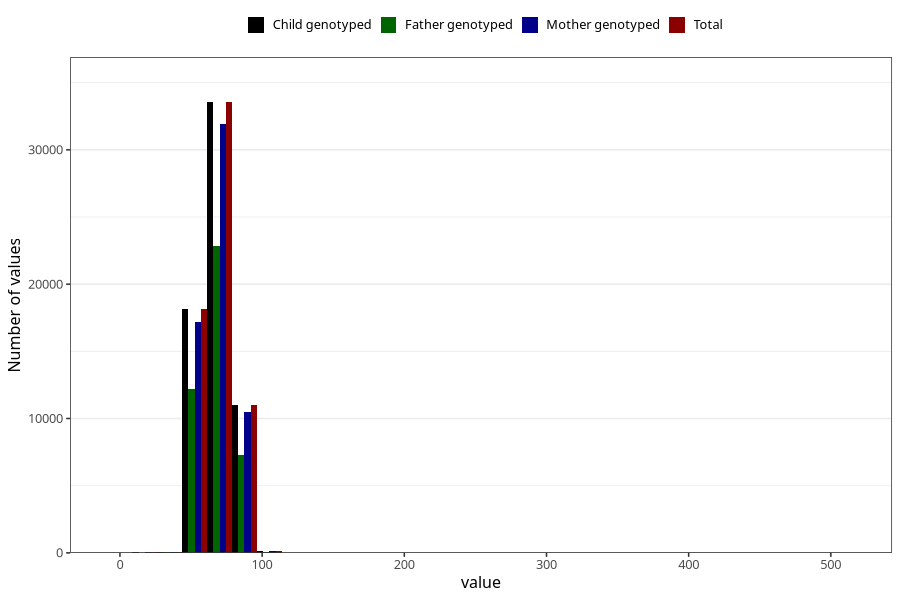 Child genotyped Father genotyped Mother genotyped Total
Number of values
30000
20000
10000
0
0 100 200 300 400 500
value